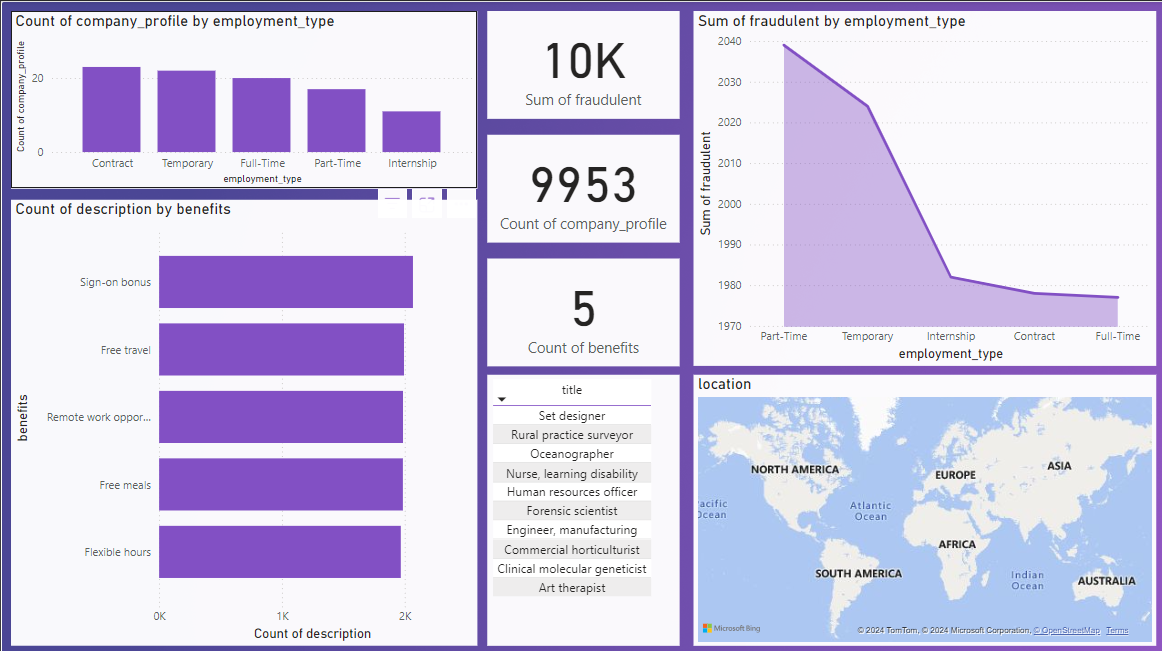 Count of company_profile by employment_type
Count of company_profile
20
0
Contract
Temporary
Full-Time
Part-Time
Internship
employment_type
Count of description by benefits
benefits
Sign-on bonus
Free travel
Remote work oppor...
Free meals
Flexible hours
0K
1K
2K
Count of description
10K
Sum of fraudulent
9953
Count of company_profile
5
Count of benefits
title
Set designer
Rural practice surveyor
Oceanographer
Nurse, learning disability
Human resources officer
Forensic scientist
Engineer, manufacturing
Commercial horticulturist
Clinical molecular geneticist
Art therapist
Sum of fraudulent by employment_type
Sum of fraudulent
2040
2030
2020
2010
2000
1990
1980
1970
Part-Time
Temporary
Internship
Contract
Full-Time
employment_type
location
NORTH AMERICA
EUROPE
ASIA
acific
Ocean
Atlantic
Ocean
AFRICA
SOUTH AMERICA
Indian
Ocean
AUSTRALIA
Microsoft Bing
© 2024 TomTom, © 2024 Microsoft Corporation, © OpenStreetMap Terms